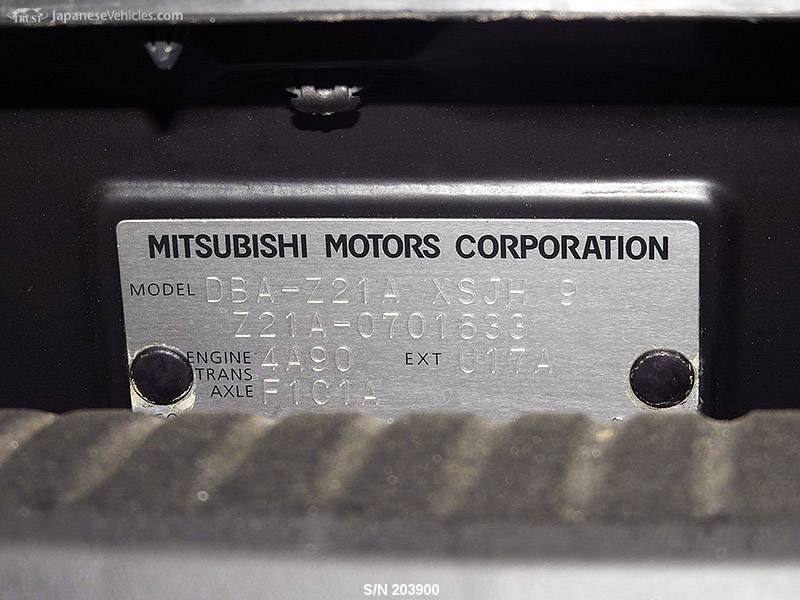 TRUST JapaneseVehicles.com
MITSUBISHI MOTORS CORPORATION
MODEL DBA-Z21A XSJH 9
Z21A-0701633
ENGINE 4A90 EXT U17A
TRANS
AXLE F1C1A
S/N 203900